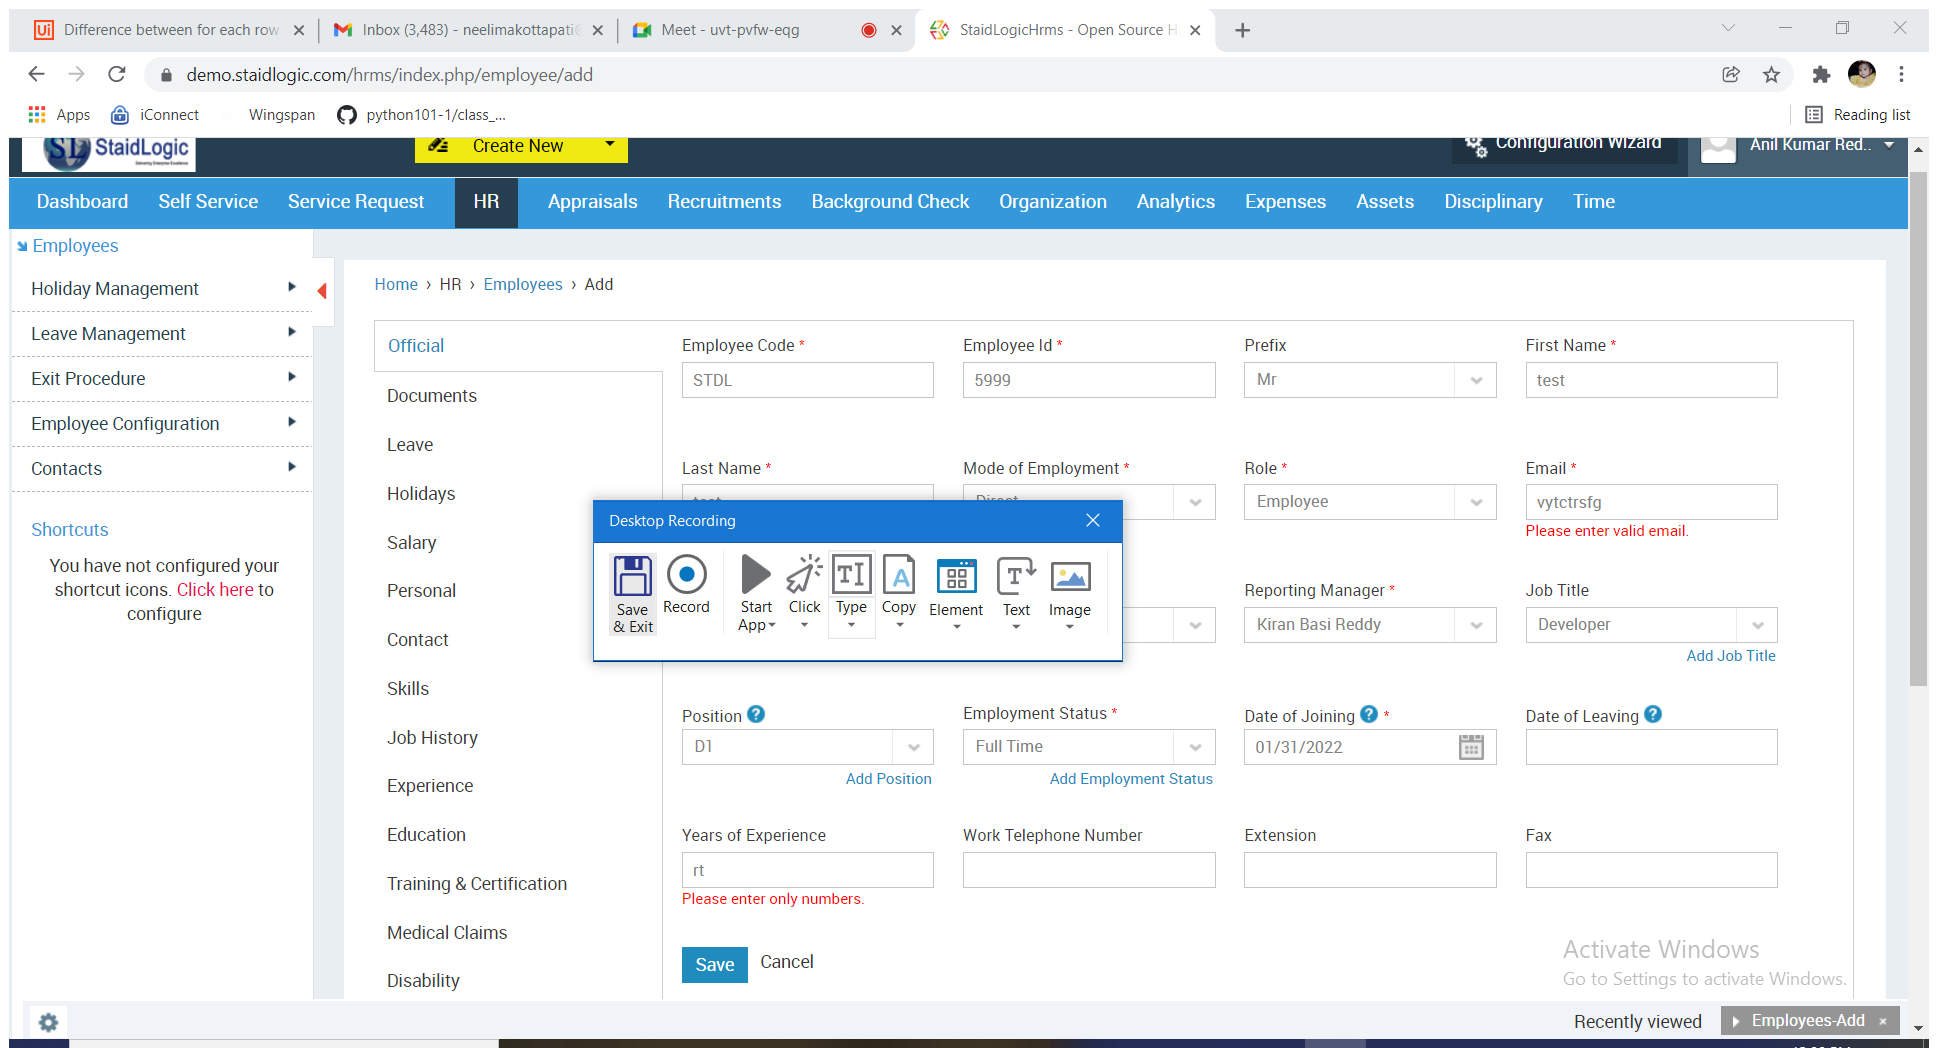 Difference between for each row
Inbox (3,483) - neelimakottapati@
Meet - uvt-pvfw-eqg
StaidLogicHrms - Open Source H
demo.staidlogic.com/hrms/index.php/employee/add
Apps
iConnect
Wingspan
python101-1/class_...
Reading list
StaidLogic
Delivering Enterprise Excellence
Create New
Configuration Wizard
Anil Kumar Red..
Dashboard
Self Service
Service Request
HR
Appraisals
Recruitments
Background Check
Organization
Analytics
Expenses
Assets
Disciplinary
Time
Employees
Holiday Management
Leave Management
Exit Procedure
Employee Configuration
Contacts
Shortcuts
You have not configured your
shortcut icons. Click here to
configure
Home › HR › Employees › Add
Official
Documents
Leave
Holidays
Salary
Personal
Contact
Skills
Job History
Experience
Education
Training & Certification
Medical Claims
Disability
Employee Code *
STDL
Employee Id *
5999
Prefix
Mr
First Name *
test
Last Name *
test
Mode of Employment *
Direct
Role *
Employee
Email *
vytctrsfg
Please enter valid email.
Desktop Recording
Save
& Exit
Record
Start
App
Click
Type
Copy
Element
Text
Image
Reporting Manager *
Kiran Basi Reddy
Job Title
Developer
Add Job Title
Position ?
D1
Add Position
Employment Status *
Full Time
Add Employment Status
Date of Joining ? *
01/31/2022
Date of Leaving ?
Years of Experience
rt
Please enter only numbers.
Work Telephone Number
Extension
Fax
Save
Cancel
Activate Windows
Go to Settings to activate Windows.
Recently viewed
Employees-Add